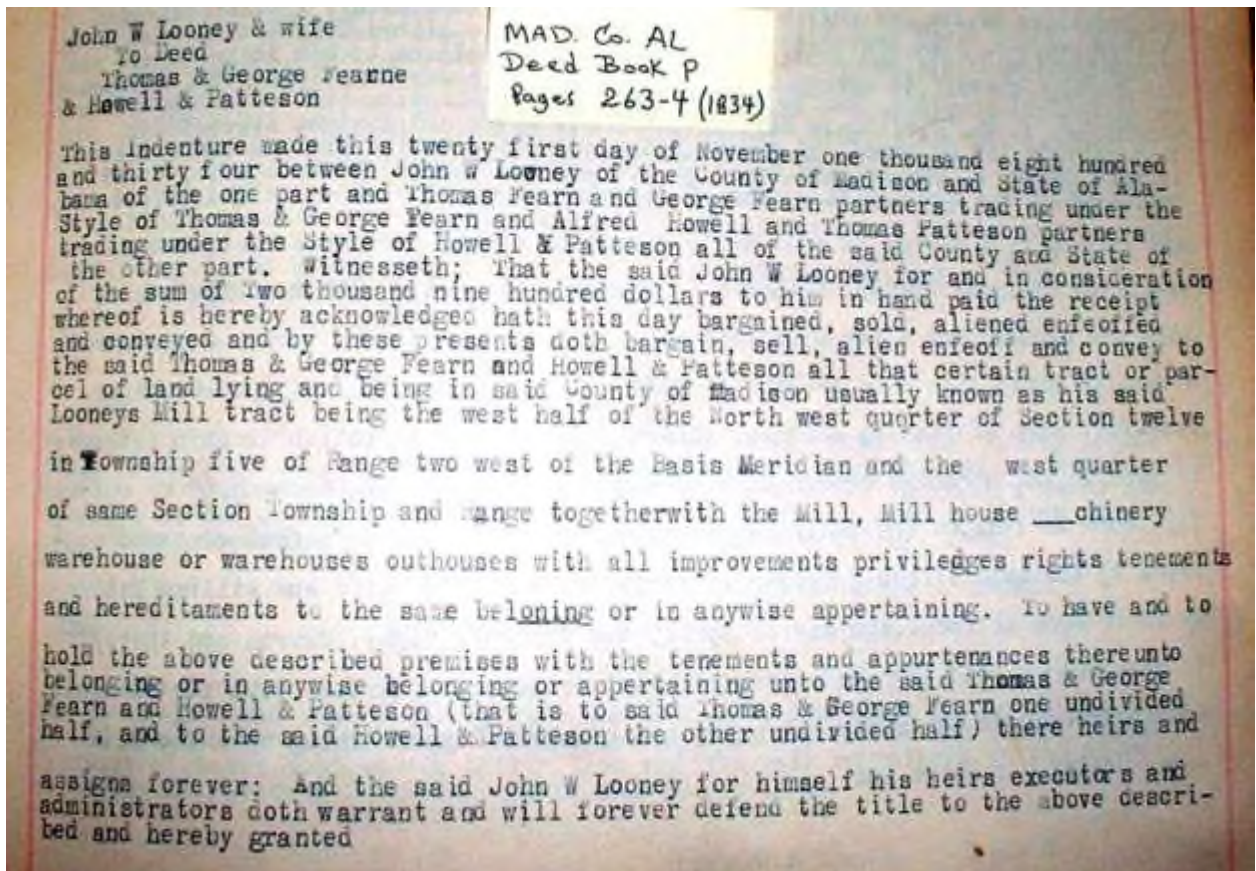 John W Looney & wife
To Deed
Thomas & George Fearne
& Howell & Patteson
MAD. Co. AL
Deed Book P
Pages 263-4 (1834)
This Indenture made this twenty first day of November one thousand eight hundred
and thirty four between John W Looney of the County of Madison and State of Ala-
bama of the one part and Thomas Fearn and George Fearn partners trading under the
Style of Thomas & George Fearn and Alfred Howell and Thomas Patteson partners
trading under the Style of Howell & Patteson all of the said County and State of
the other part. Witnesseth; That the said John W Looney for and in consideration
of the sum of Two thousand nine hundred dollars to him in hand paid the receipt
whereof is hereby acknowledged hath this day bargained, sold, aliened enfeoffed
and conveyed and by these presents doth bargain, sell, alien enfeoff and convey to
the said Thomas & George Fearn and Howell & Patteson all that certain tract or par-
cel of land lying and being in said County of Madison usually known as his said
Looneys Mill tract being the west half of the North west quarter of Section twelve
in Township five of Range two west of the Basis Meridian and the west quarter
of same Section Township and Range togetherwith the Mill, Mill house ___chinery
warehouse or warehouses outhouses with all improvements priviledges rights tenements
and hereditaments to the same beloning or in anywise appertaining. To have and to
hold the above described premises with the tenements and appurtenances thereunto
belonging or in anywise belonging or appertaining unto the said Thomas & George
Fearn and Howell & Patteson (that is to said Thomas & George Fearn one undivided
half, and to the said Howell & Patteson the other undivided half) there heirs and
assigns forever: And the said John W Looney for himself his heirs executors and
administrators doth warrant and will forever defend the title to the above descri-
bed and hereby granted